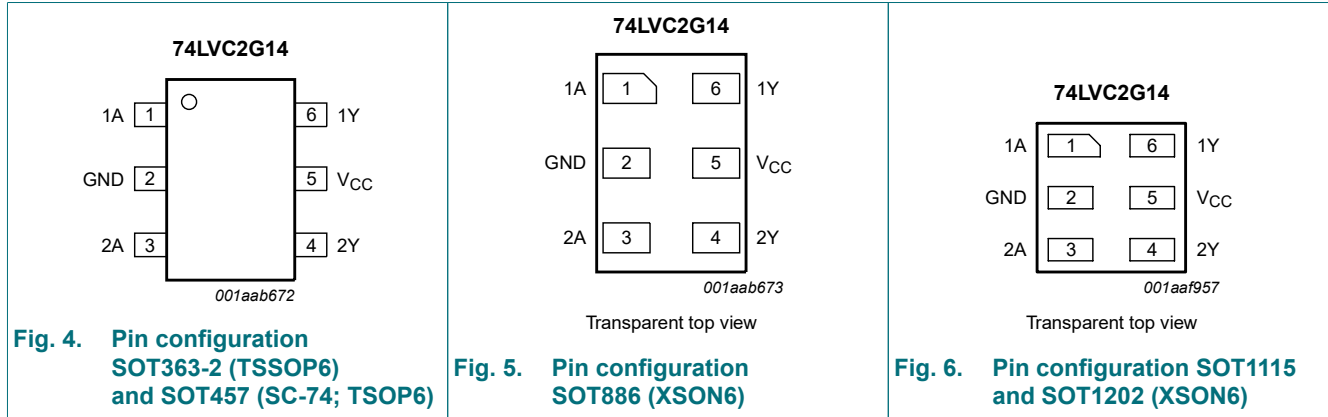 74LVC2G14
1A 1 6 1Y
GND 2 5 VCC
2A 3 4 2Y
001aab672
Fig. 4. Pin configuration
SOT363-2 (TSSOP6)
and SOT457 (SC-74; TSOP6)
74LVC2G14
1A 1 6 1Y
GND 2 5 VCC
2A 3 4 2Y
001aab673
Transparent top view
Fig. 5. Pin configuration
SOT886 (XSON6)
74LVC2G14
1A 1 6 1Y
GND 2 5 VCC
2A 3 4 2Y
001aaf957
Transparent top view
Fig. 6. Pin configuration SOT1115
and SOT1202 (XSON6)